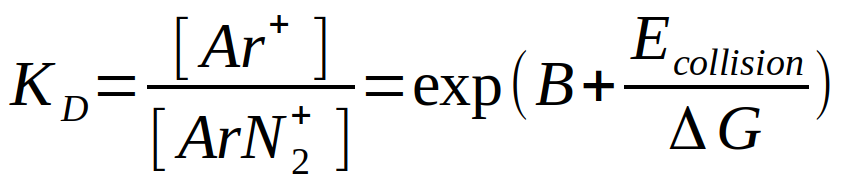 K_D = [Ar⁺] / [ArN₂⁺] = exp(B + E_collision / ΔG)